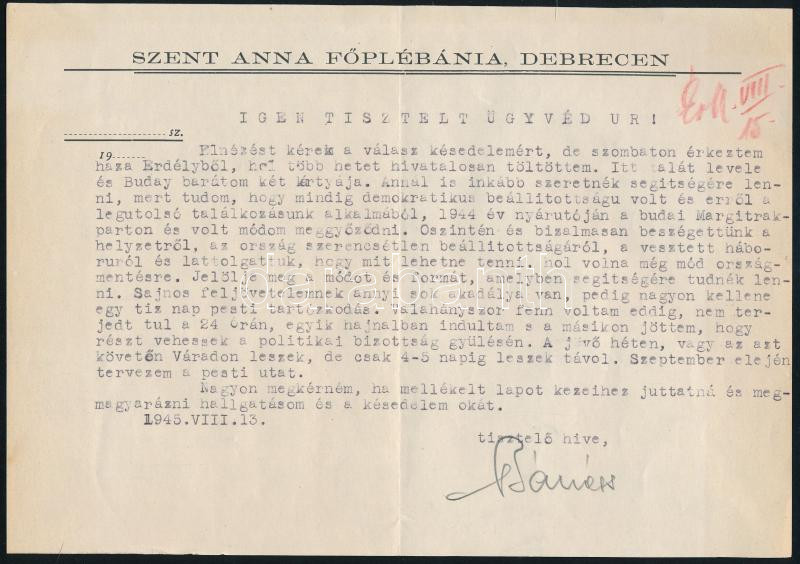 SZENT ANNA FŐPLÉBÁNIA, DEBRECEN
Érk. VIII
15.
IGEN TISZTELT ÜGYVÉD UR!
sz.
19
Elnézést kérek a válasz késedelemért, de szombaton érkeztem
haza Erdélyből, hol több hetet hivatalosan töltöttem. Itt talát levele
és Buday barátom két kártyája. Annál is inkább szeretnék segitségére len-
ni, mert tudom, hogy mindig demokratikus beállitottságu volt és erről a
legutolsó találkozásunk alkalmából, 1944 év nyárutóján a budai Margitrak-
parton és volt módom meggyőződni. Őszintén és bizalmasan beszégettünk a
helyzetről, az ország szerencsétlen beállitottságáról, a vesztett hábo-
ruról és latolgattuk, hogy mit lehetne tenni, hol volna még módország-
mentésre. Jelölje meg a módot és formát, amelyben segitségére tudnék len-
ni. Sajnos feljövetelemnek annyi sok akadálya van, pedig nagyon kellene
egy tiz nap pesti tartózkodás. Valahányszor fenn voltam eddig, nem ter-
jedt tul a 24 órán, egyik hajnalban indultam s a másikon jöttem, hogy
részt vehessek a politikai bizottság gyülésén. A jövő héten, vagy az azt
követőn Váradon leszek, de csak 4-5 napig leszek távol. Szeptember elején
tervezem a pesti utat.
Nagyon megkérném, ha mellékelt lapot kezeihez juttatná és meg-
magyarázni hallgatásom és a késedelem okát.
1945.VIII.13.
tisztelő hive,
Bánáss